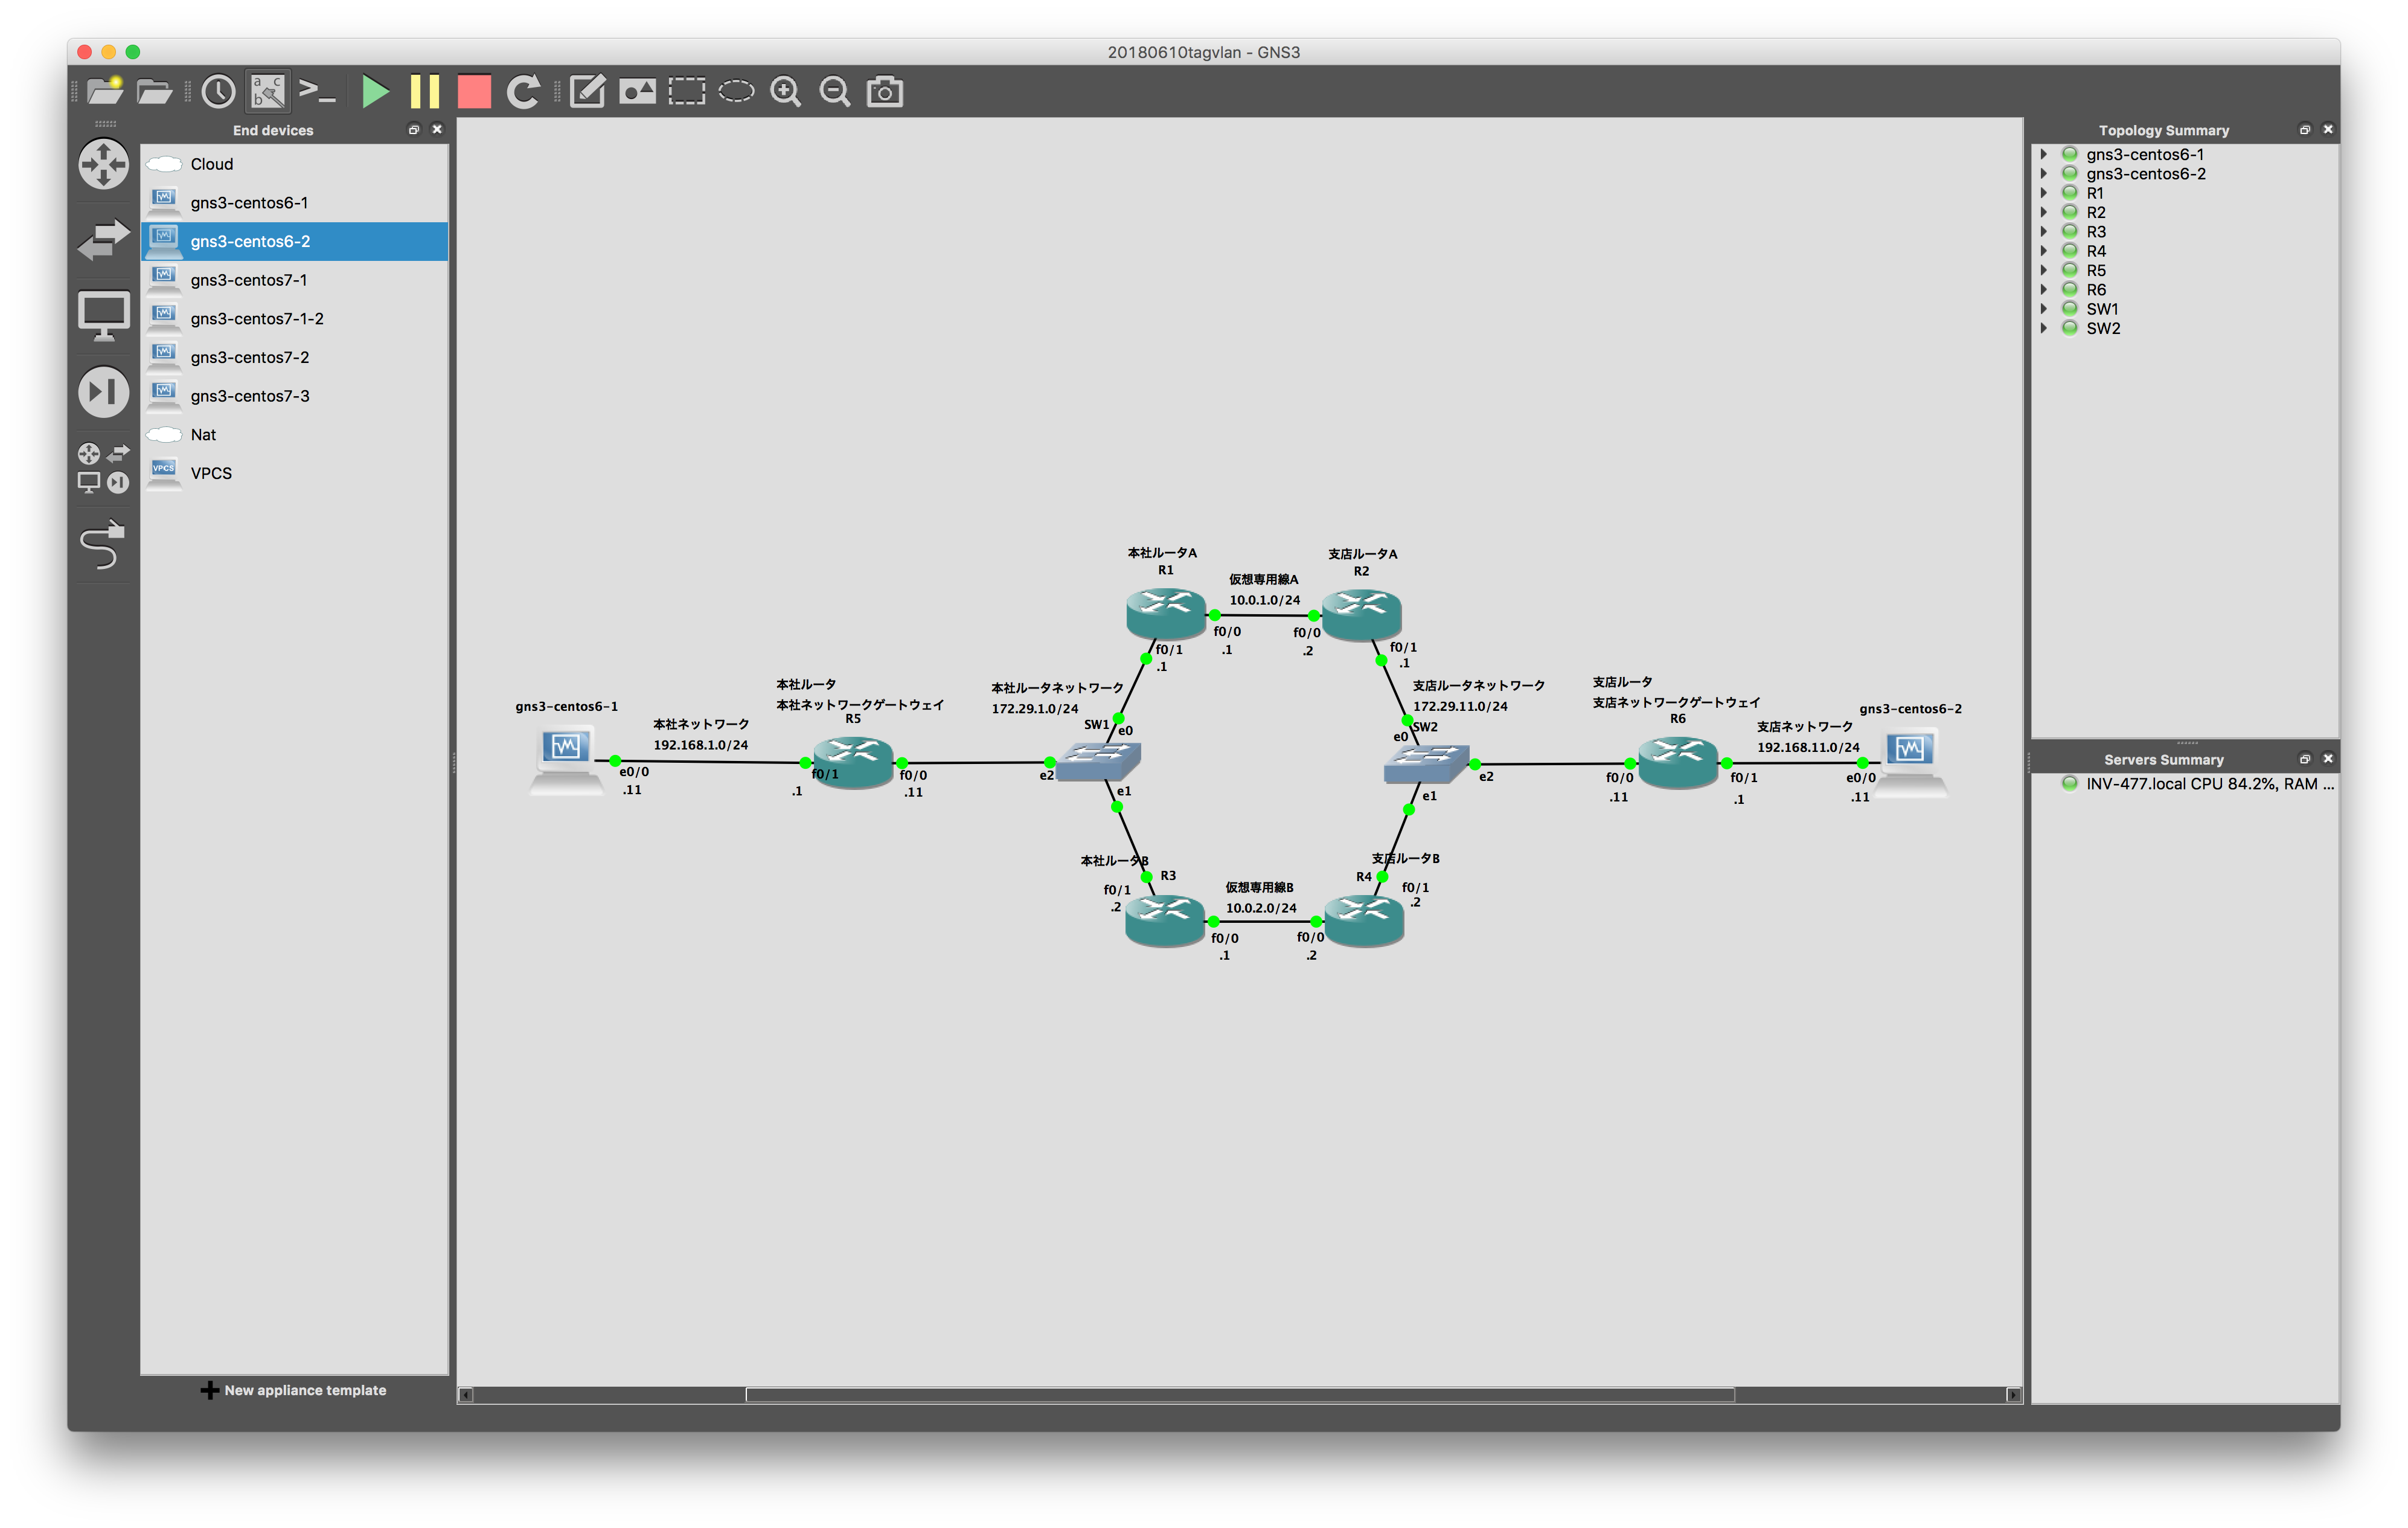 20180610tagvlan - GNS3
End devices
Cloud
gns3-centos6-1
gns3-centos6-2
gns3-centos7-1
gns3-centos7-1-2
gns3-centos7-2
gns3-centos7-3
Nat
VPCS
VPCS
New appliance template
本社ルータA
R1
支店ルータA
R2
仮想専用線A
10.0.1.0/24
f0/0
.1
f0/0
.2
f0/1
.1
f0/1
.1
本社ルータ
本社ネットワークゲートウェイ
R5
本社ルータネットワーク
172.29.1.0/24
SW1
e0
支店ルータネットワーク
172.29.11.0/24
SW2
e0
支店ルータ
支店ネットワークゲートウェイ
R6
gns3-centos6-1
本社ネットワーク
192.168.1.0/24
gns3-centos6-2
支店ネットワーク
192.168.11.0/24
e0/0
.11
f0/1
.1
f0/0
.11
e2
e1
e2
e1
f0/0
.11
f0/1
.1
e0/0
.11
本社ルータB
R3
f0/1
.2
仮想専用線B
10.0.2.0/24
支店ルータB
R4
f0/1
.2
f0/0
.1
f0/0
.2
Topology Summary
gns3-centos6-1
gns3-centos6-2
R1
R2
R3
R4
R5
R6
SW1
SW2
Servers Summary
INV-477.local CPU 84.2%, RAM ...